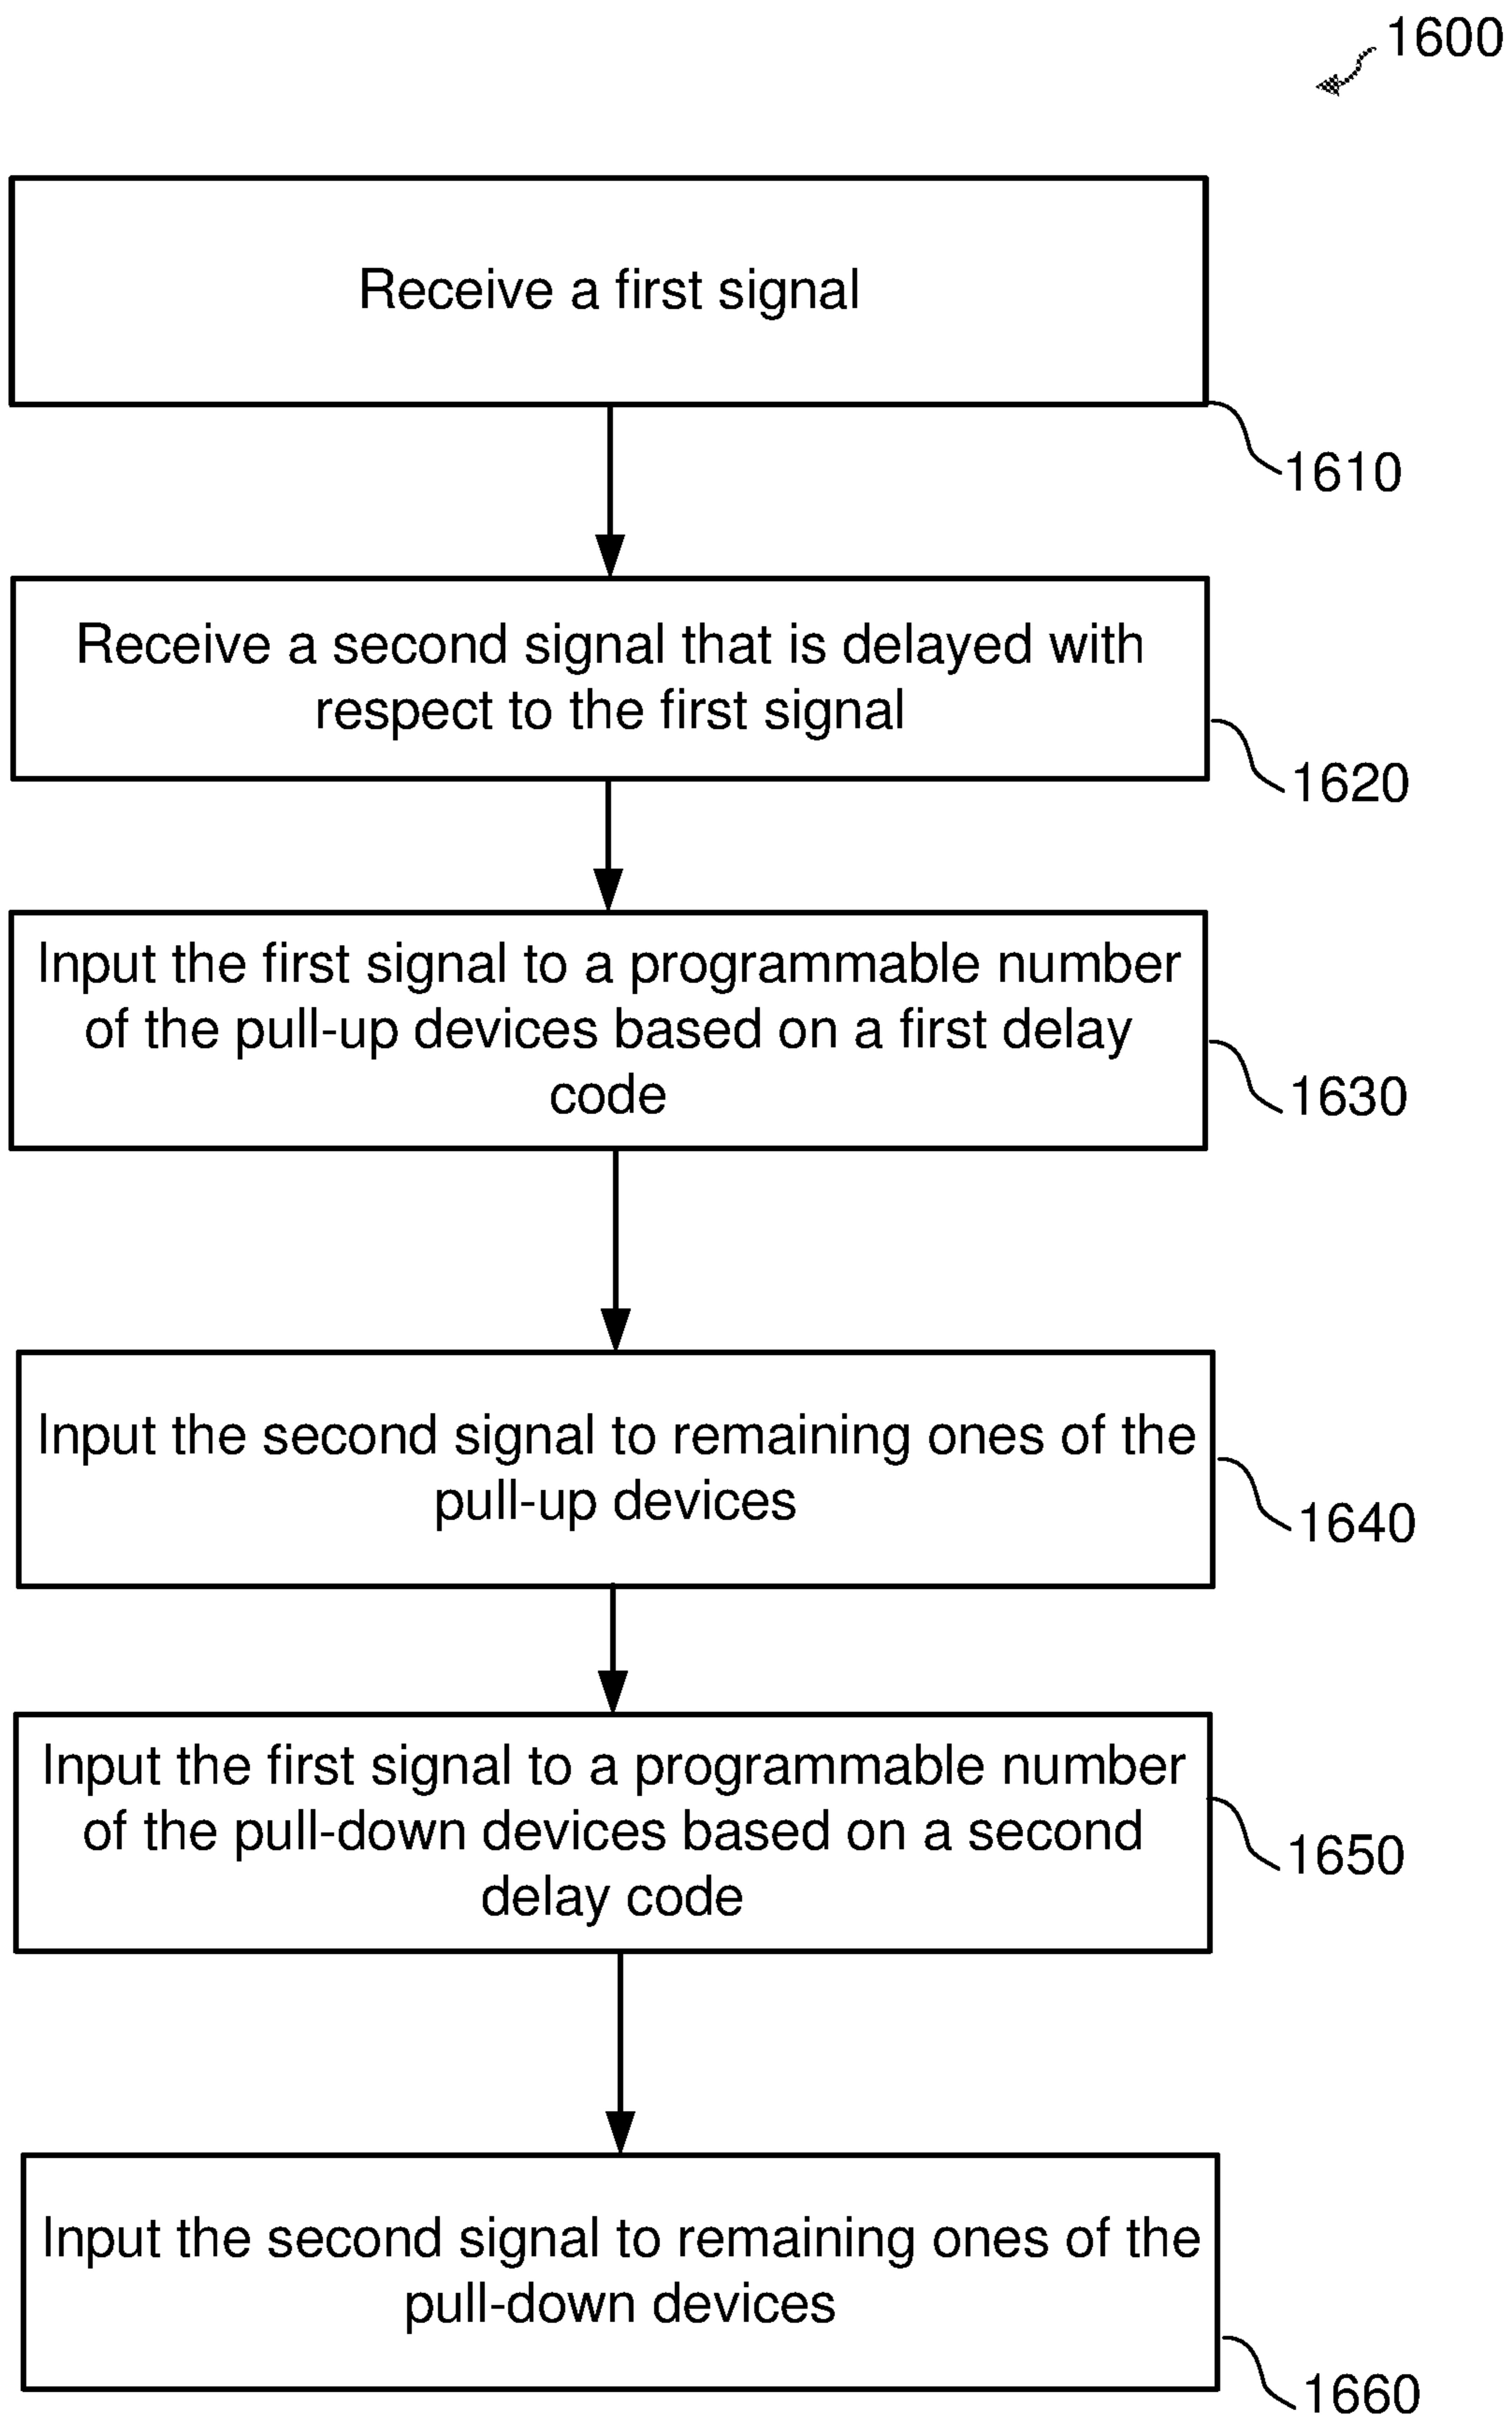 1600
Receive a first signal
1610
Receive a second signal that is delayed with
respect to the first signal
1620
Input the first signal to a programmable number
of the pull-up devices based on a first delay
code
1630
Input the second signal to remaining ones of the
pull-up devices
1640
Input the first signal to a programmable number
of the pull-down devices based on a second
delay code
1650
Input the second signal to remaining ones of the
pull-down devices
1660